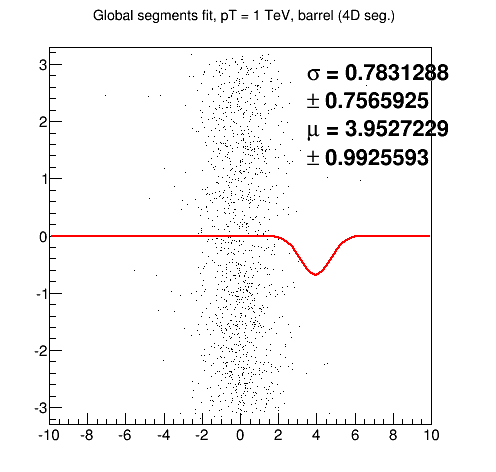 Global segments fit, pT = 1 TeV, barrel (4D seg.)
σ = 0.7831288
± 0.7565925
μ = 3.9527229
± 0.9925593
3
2
1
0
-1
-2
-3
-10 -8 -6 -4 -2 0 2 4 6 8 10